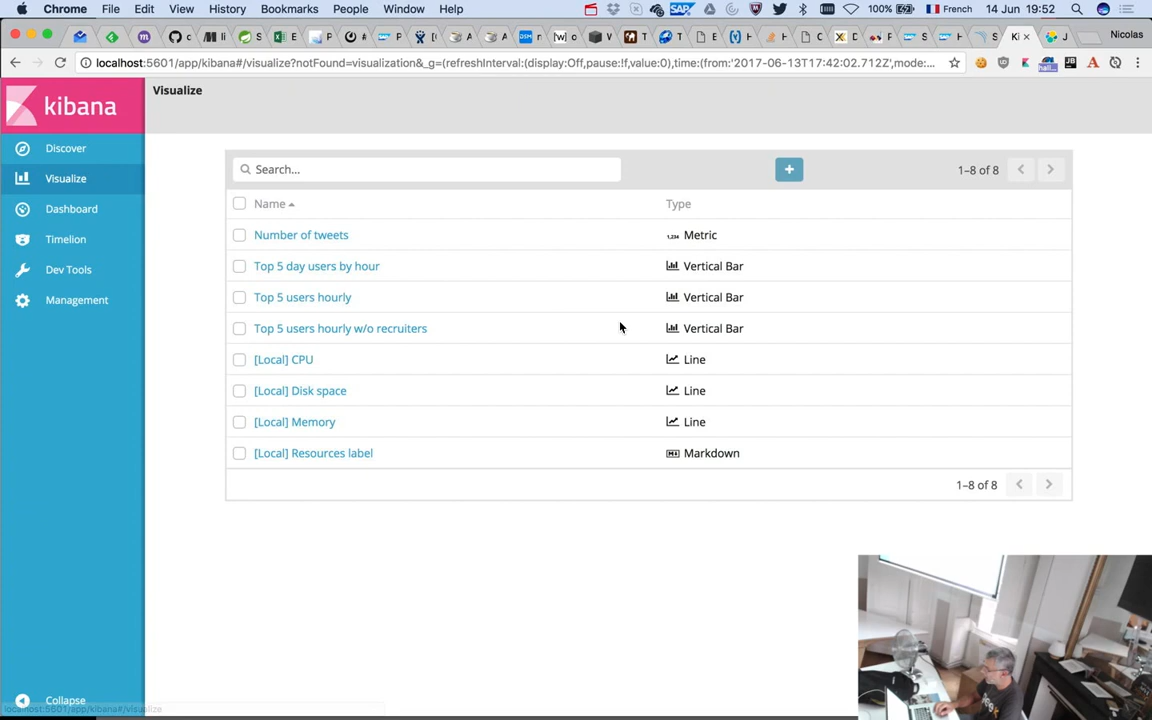 Chrome File Edit View History Bookmarks People Window Help 100% French 14 Jun 19:52
Nicolas
localhost:5601/app/kibana#/visualize?notFound=visualization&_g=(refreshInterval:(display:Off,pause:!f,value:0),time:(from:'2017-06-13T17:42:02.712Z',mode:...
kibana
Visualize
Discover
Visualize
Dashboard
Timelion
Dev Tools
Management
Collapse
localhost:5601/app/kibana#/visualize
Search...
+
1–8 of 8
Name Type
Number of tweets Metric
Top 5 day users by hour Vertical Bar
Top 5 users hourly Vertical Bar
Top 5 users hourly w/o recruiters Vertical Bar
[Local] CPU Line
[Local] Disk space Line
[Local] Memory Line
[Local] Resources label Markdown
1–8 of 8